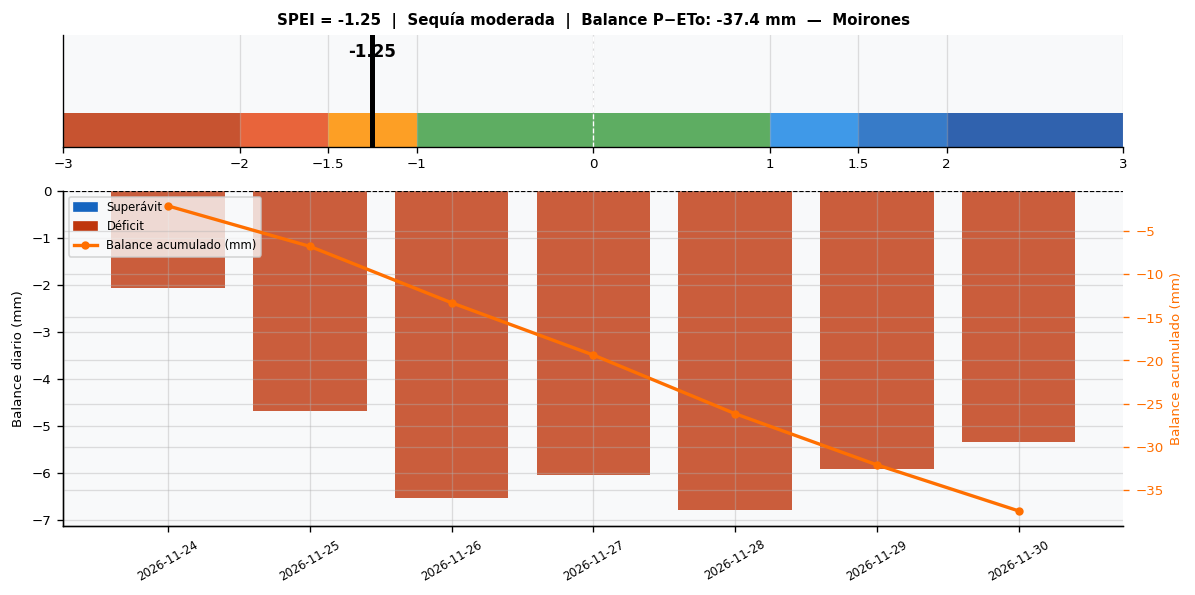 SPEI = -1.25  |  Sequía moderada  |  Balance P−ETo: -37.4 mm  —  Moirones
-1.25
−3 −2 −1.5 −1 0 1 1.5 2 3
Superávit
Déficit
Balance acumulado (mm)
Balance diario (mm)
0
−1
−2
−3
−4
−5
−6
−7
−5
−10
−15
−20
−25
−30
−35
Balance acumulado (mm)
2026-11-24 2026-11-25 2026-11-26 2026-11-27 2026-11-28 2026-11-29 2026-11-30